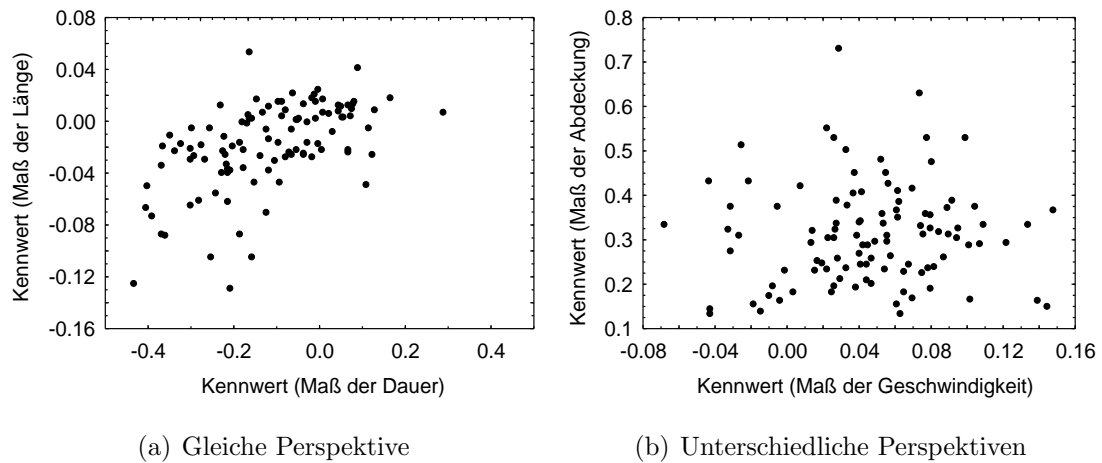 Kennwert (Maß der Länge)
0.08
0.04
0.00
-0.04
-0.08
-0.12
-0.16
-0.4 -0.2 0.0 0.2 0.4
Kennwert (Maß der Dauer)
(a) Gleiche Perspektive
Kennwert (Maß der Abdeckung)
0.8
0.7
0.6
0.5
0.4
0.3
0.2
0.1
-0.08 -0.04 0.00 0.04 0.08 0.12 0.16
Kennwert (Maß der Geschwindigkeit)
(b) Unterschiedliche Perspektiven